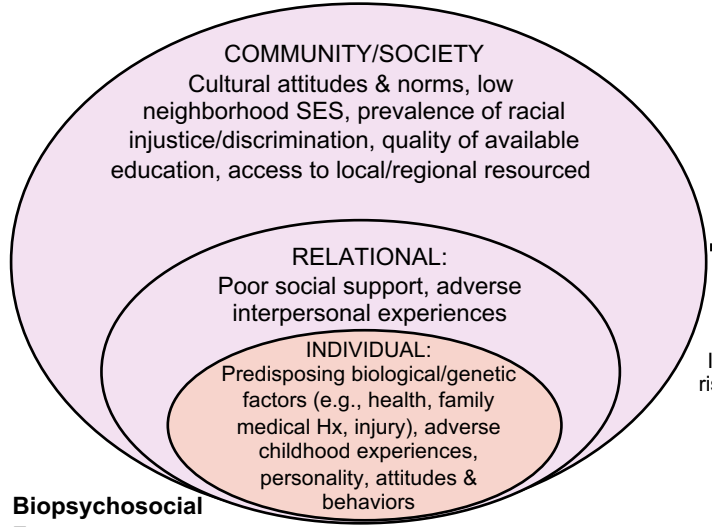 COMMUNITY/SOCIETY
Cultural attitudes & norms, low
neighborhood SES, prevalence of racial
injustice/discrimination, quality of available
education, access to local/regional resourced
RELATIONAL:
Poor social support, adverse
interpersonal experiences
INDIVIDUAL:
Predisposing biological/genetic
factors (e.g., health, family
medical Hx, injury), adverse
childhood experiences,
personality, attitudes &
behaviors
Biopsychosocial